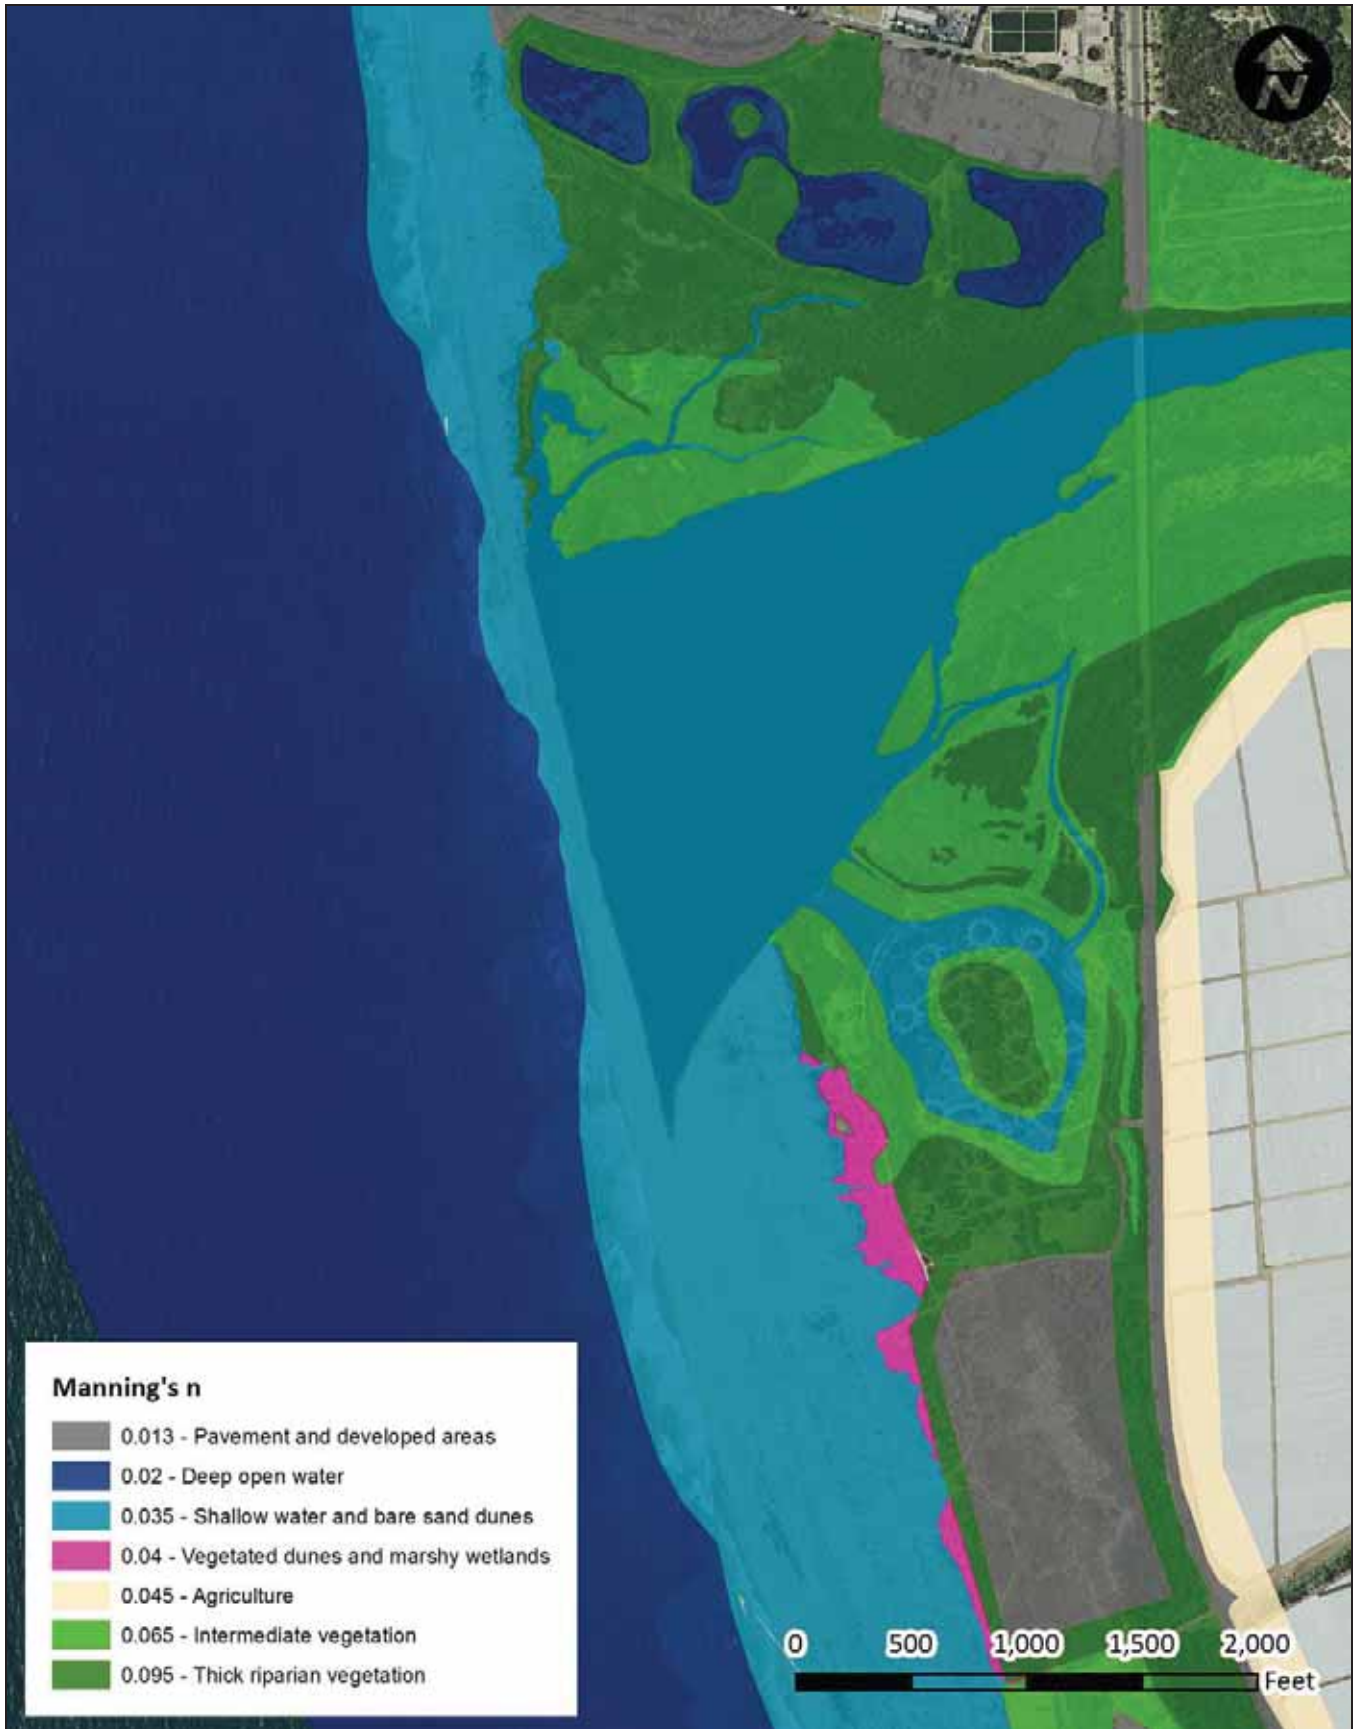 N
Manning's n
0.013 - Pavement and developed areas
0.02 - Deep open water
0.035 - Shallow water and bare sand dunes
0.04 - Vegetated dunes and marshy wetlands
0.045 - Agriculture
0.065 - Intermediate vegetation
0.095 - Thick riparian vegetation
0 500 1,000 1,500 2,000
Feet